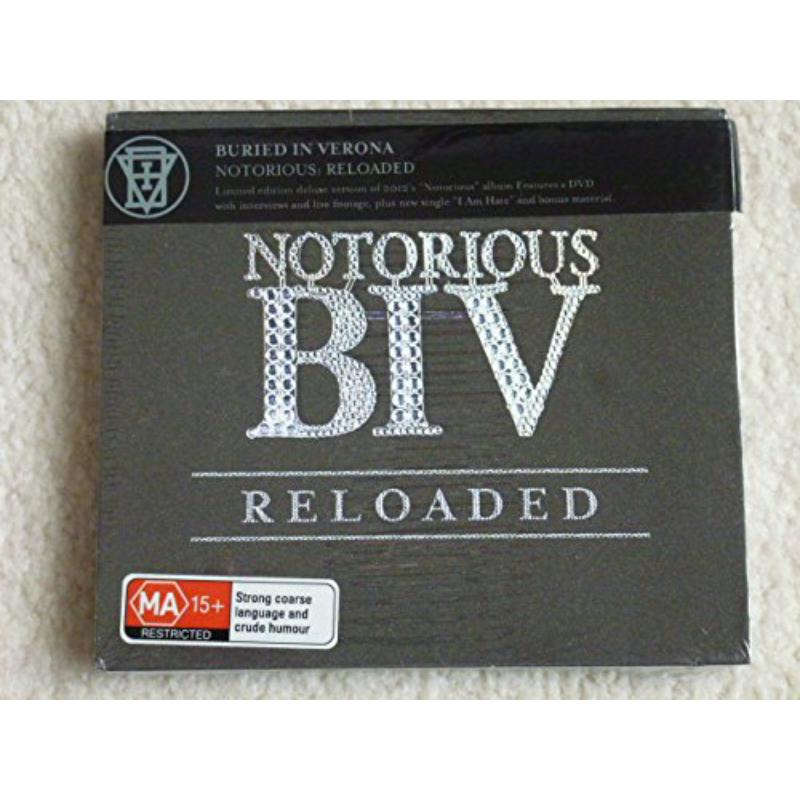 BURIED IN VERONA
NOTORIOUS: RELOADED
Limited edition deluxe version of 2012's "Notorious" album Features a DVD
with interviews and live footage, plus new single "I Am Hate" and bonus material.
NOTORIOUS
BIV
RELOADED
MA 15+
RESTRICTED
Strong coarse
language and
crude humour